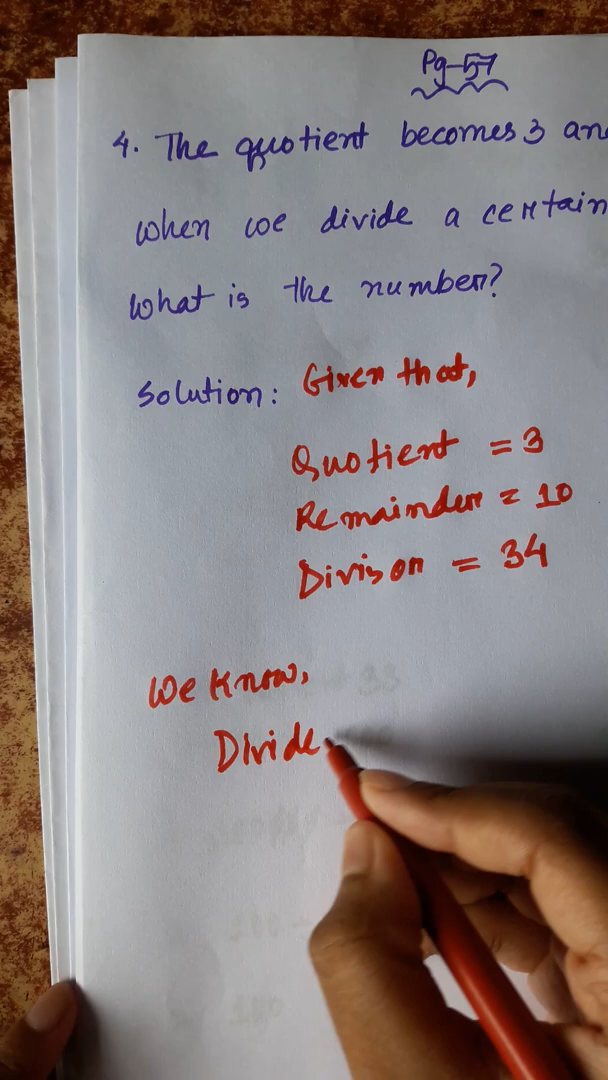 Pg-57
4. The quotient becomes 3 an
when we divide a certain
what is the number?
Solution: Given that,
Quotient = 3
Remainder = 10
Divisor = 34
We know,
Divide